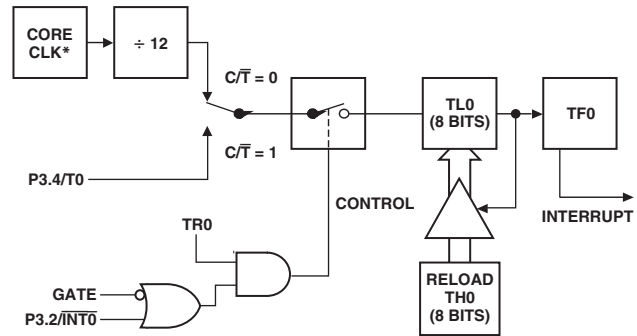 CORE
CLK*
÷ 12
C/T̅ = 0
TL0
(8 BITS)
TF0
C/T̅ = 1
P3.4/T0
CONTROL
INTERRUPT
TR0
GATE
P3.2/I̅N̅T̅0̅
RELOAD
TH0
(8 BITS)